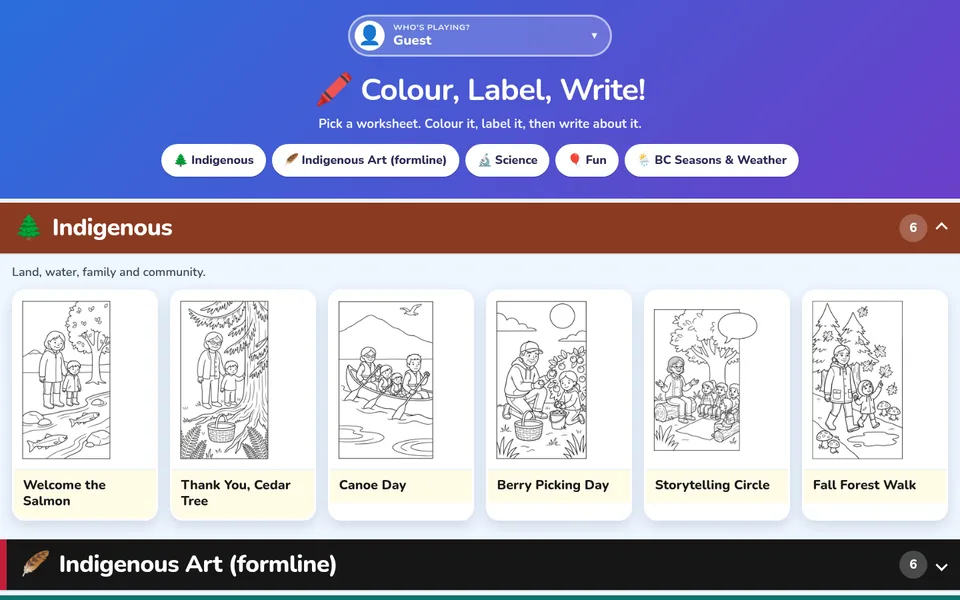 WHO'S PLAYING?
Guest
Colour, Label, Write!
Pick a worksheet. Colour it, label it, then write about it.
Indigenous
Indigenous Art (formline)
Science
Fun
BC Seasons & Weather
Indigenous
6
Land, water, family and community.
Welcome the
Salmon
Thank You, Cedar
Tree
Canoe Day
Berry Picking Day
Storytelling Circle
Fall Forest Walk
Indigenous Art (formline)
6